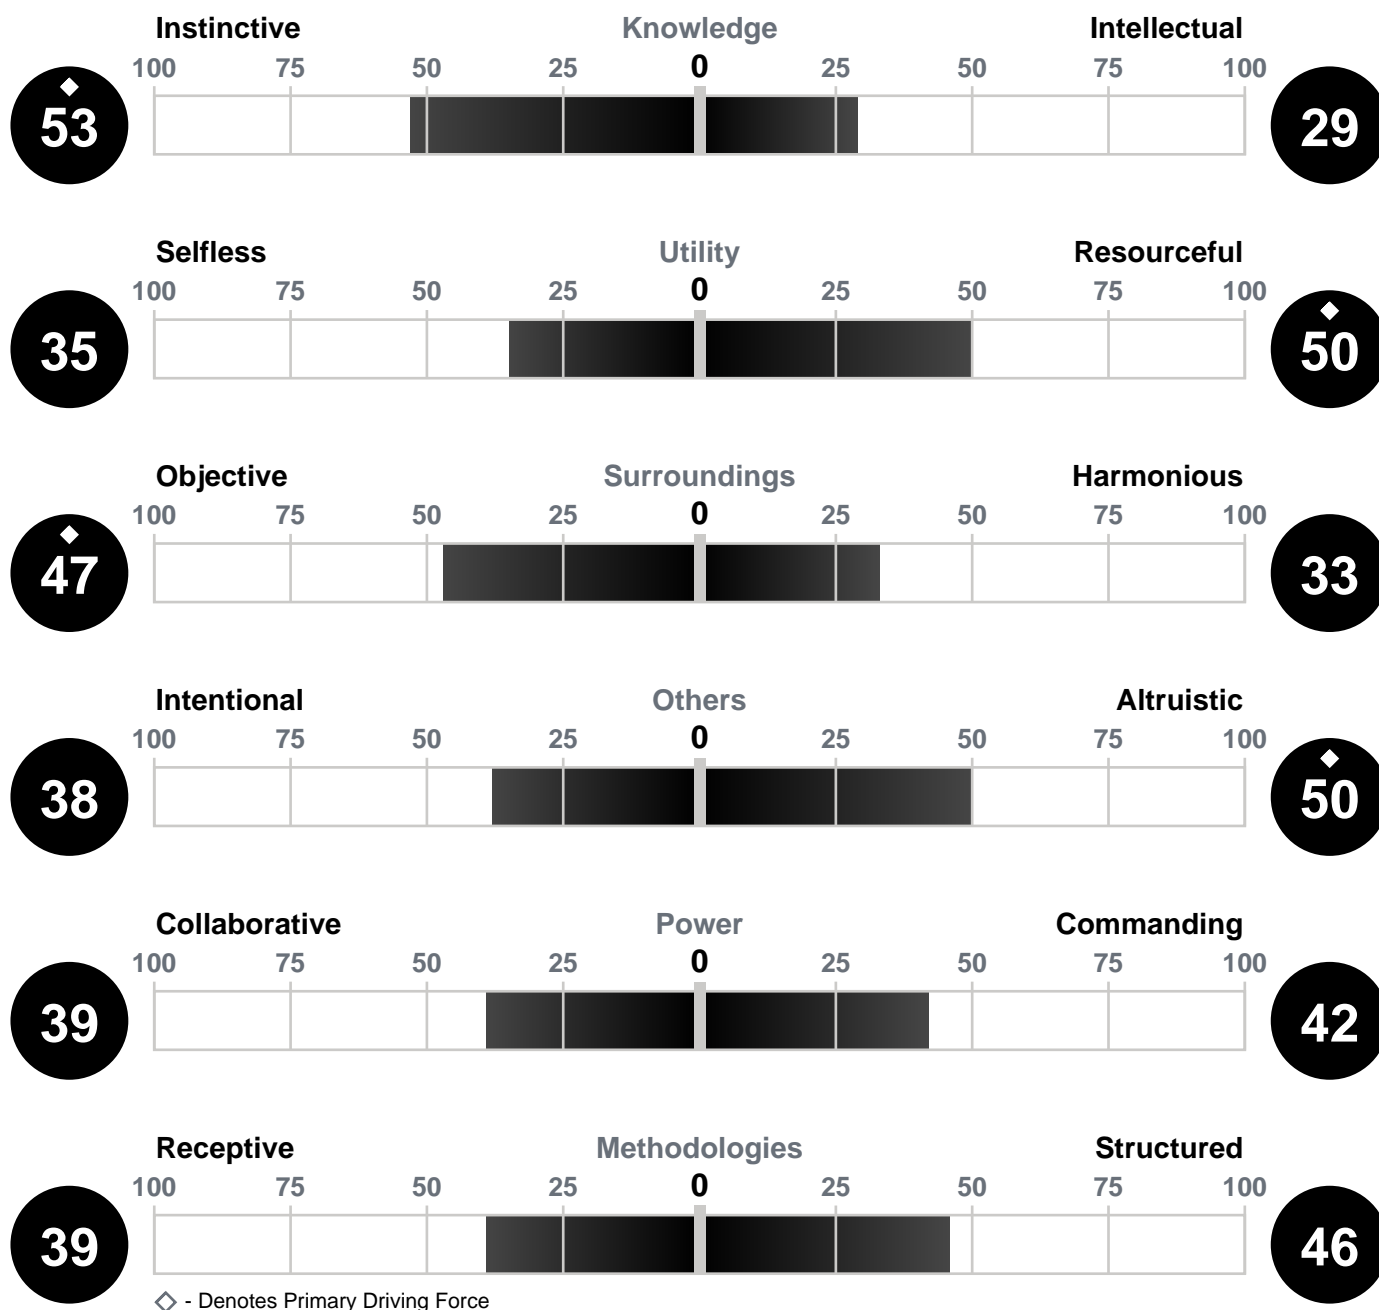 Instinctive Knowledge Intellectual
100 75 50 25 0 25 50 75 100
53 29
Selfless Utility Resourceful
100 75 50 25 0 25 50 75 100
35 50
Objective Surroundings Harmonious
100 75 50 25 0 25 50 75 100
47 33
Intentional Others Altruistic
100 75 50 25 0 25 50 75 100
38 50
Collaborative Power Commanding
100 75 50 25 0 25 50 75 100
39 42
Receptive Methodologies Structured
100 75 50 25 0 25 50 75 100
39 46
- Denotes Primary Driving Force